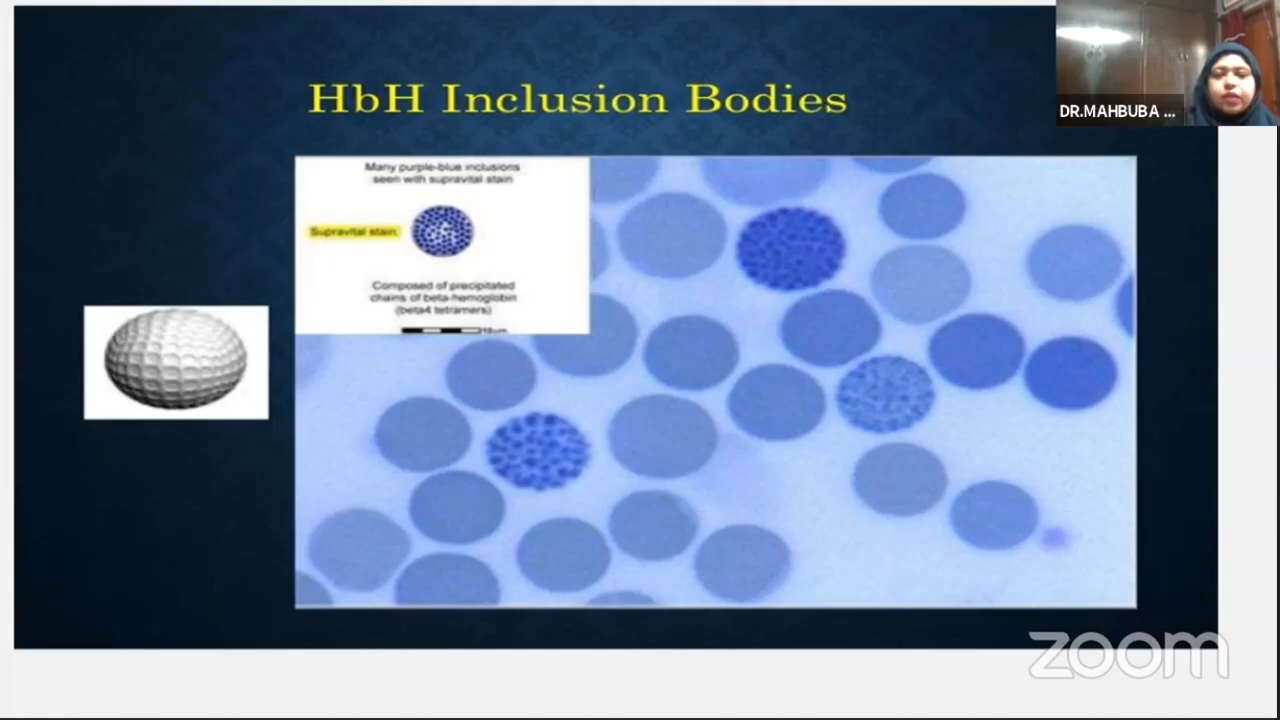 HbH Inclusion Bodies
DR.MAHBUBA ...
Many purple-blue inclusions
seen with supravital stain
Supravital stain:
Composed of precipitated
chains of beta-hemoglobin
(beta4 tetramers)
zoom